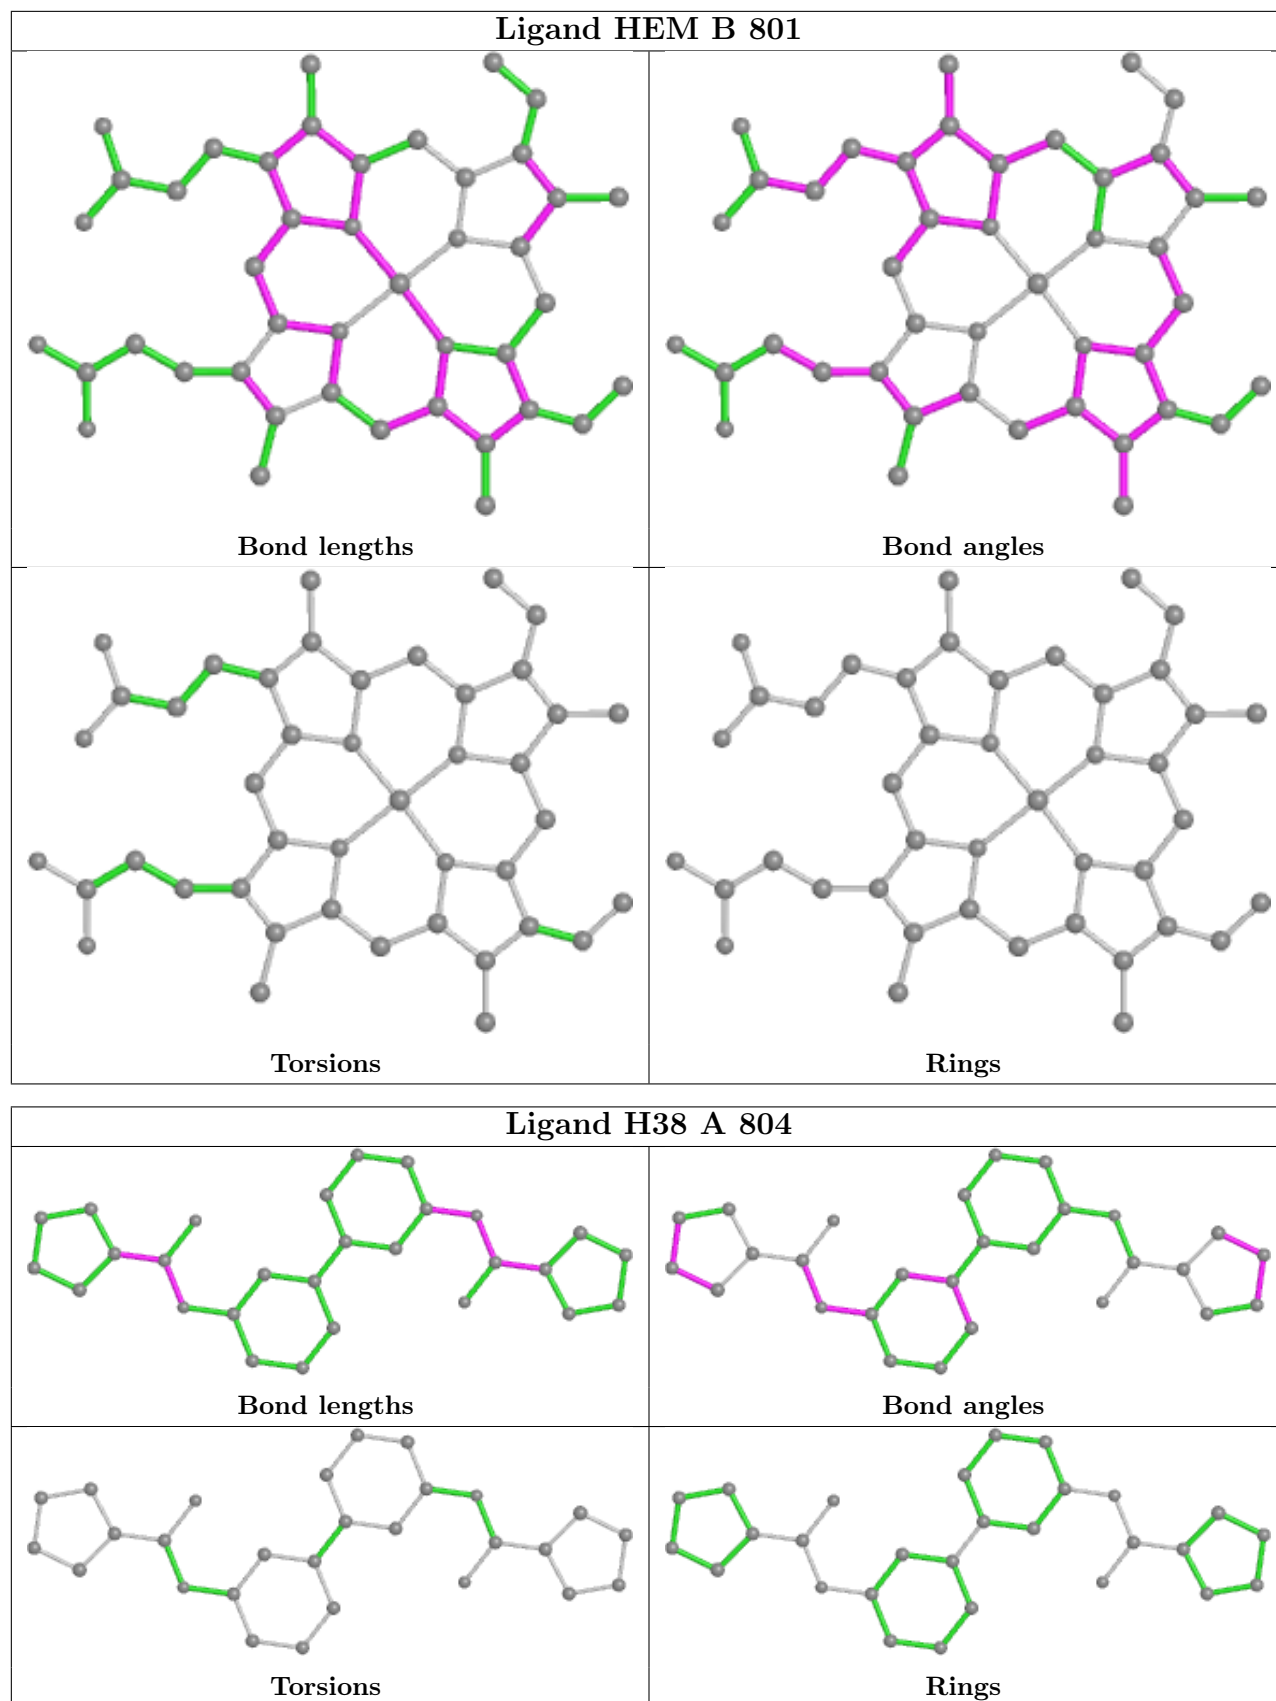 Ligand HEM B 801
Bond lengths
Bond angles
Torsions
Rings
Ligand H38 A 804
Bond lengths
Bond angles
Torsions
Rings